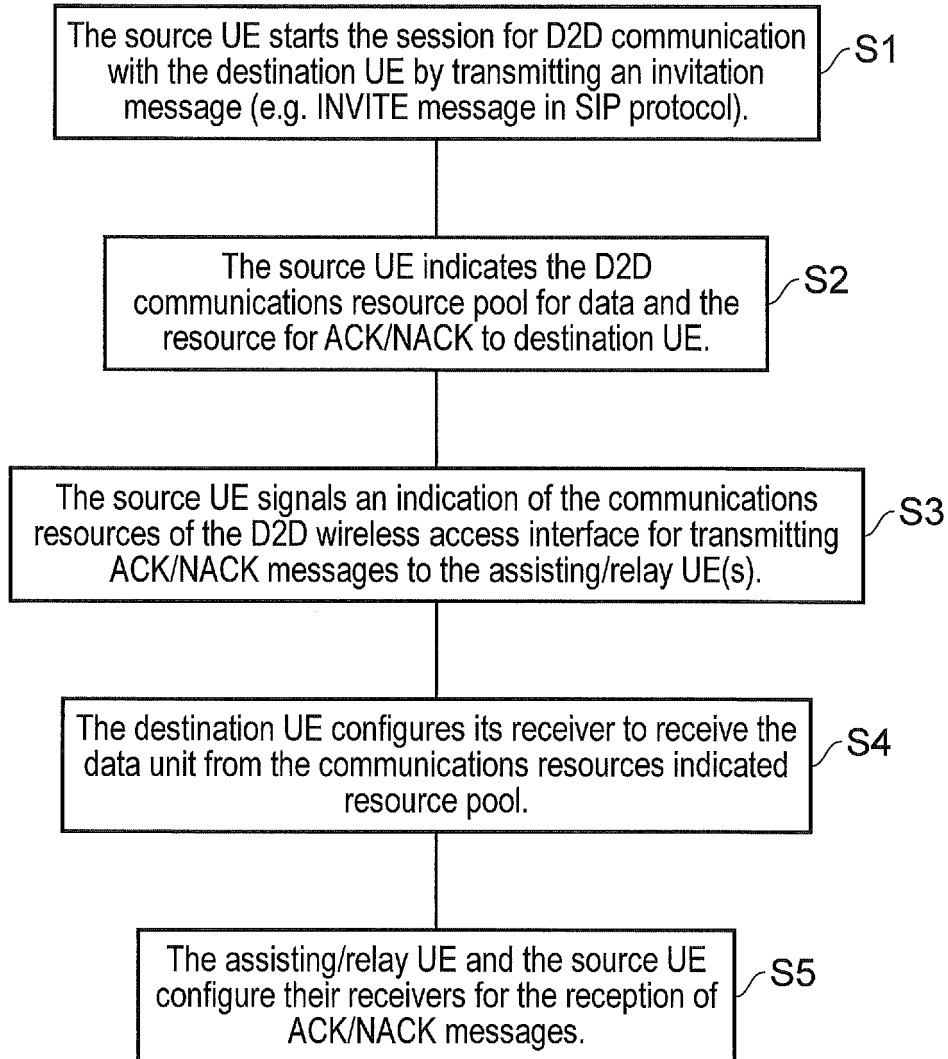 The source UE starts the session for D2D communication
with the destination UE by transmitting an invitation
message (e.g. INVITE message in SIP protocol).
S1
The source UE indicates the D2D
communications resource pool for data and the
resource for ACK/NACK to destination UE.
S2
The source UE signals an indication of the communications
resources of the D2D wireless access interface for transmitting
ACK/NACK messages to the assisting/relay UE(s).
S3
The destination UE configures its receiver to receive the
data unit from the communications resources indicated
resource pool.
S4
The assisting/relay UE and the source UE
configure their receivers for the reception of
ACK/NACK messages.
S5